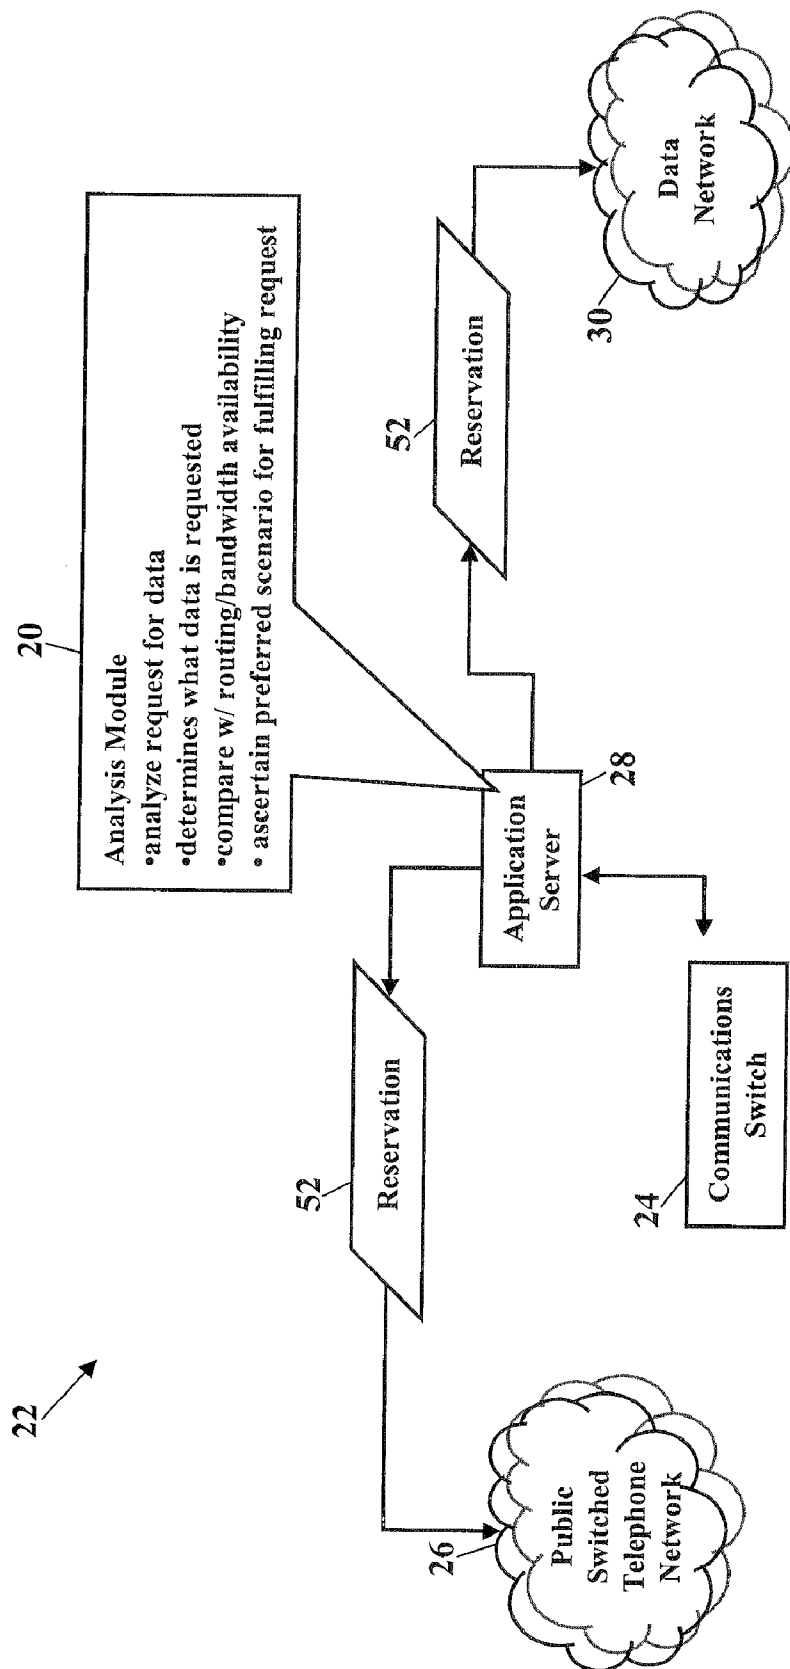 20
Analysis Module
•analyze request for data
•determines what data is requested
•compare w/ routing/bandwidth availability
• ascertain preferred scenario for fulfilling request
22
52
Reservation
52
Reservation
26
Public
Switched
Telephone
Network
Application
Server
28
24
Communications
Switch
30
Data
Network